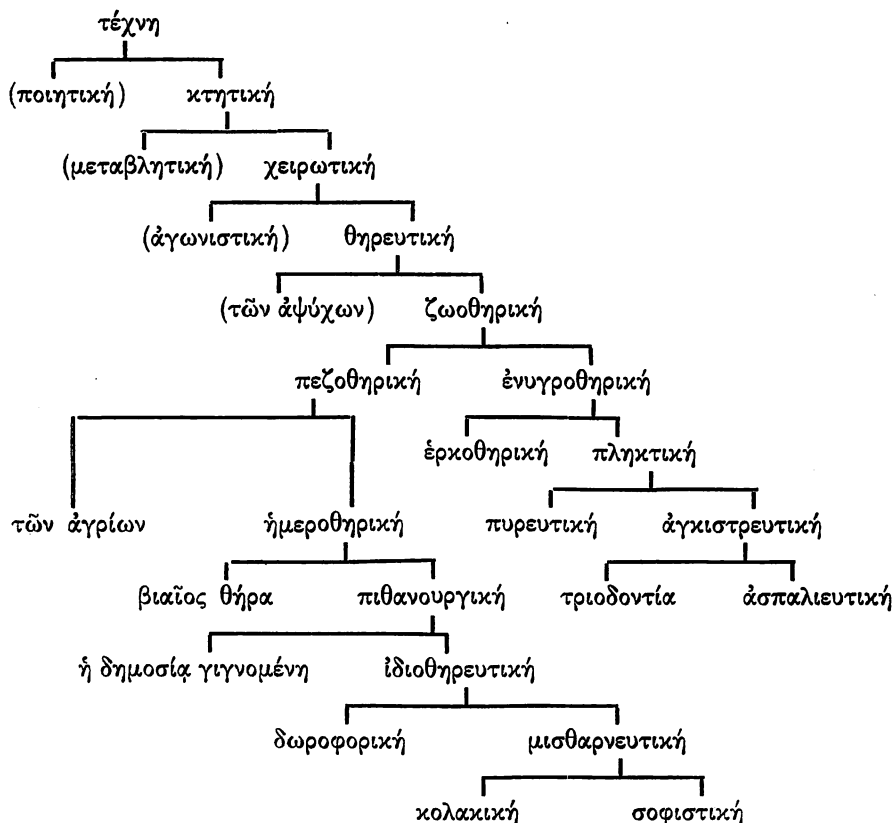 τέχνη
(ποιητική) κτητική
(μεταβλητική) χειρωτική
(ἀγωνιστική) θηρευτική
(τῶν ἀψύχων) ζωοθηρική
πεζοθηρική ἐνυγροθηρική
ἑρκοθηρική πληκτική
τῶν ἀγρίων ἡμεροθηρική πυρευτική ἀγκιστρευτική
βιαῖος θήρα πιθανουργική τριοδοντία ἀσπαλιευτική
ἡ δημοσίᾳ γιγνομένη ἰδιοθηρευτική
δωροφορική μισθαρνευτική
κολακική σοφιστική